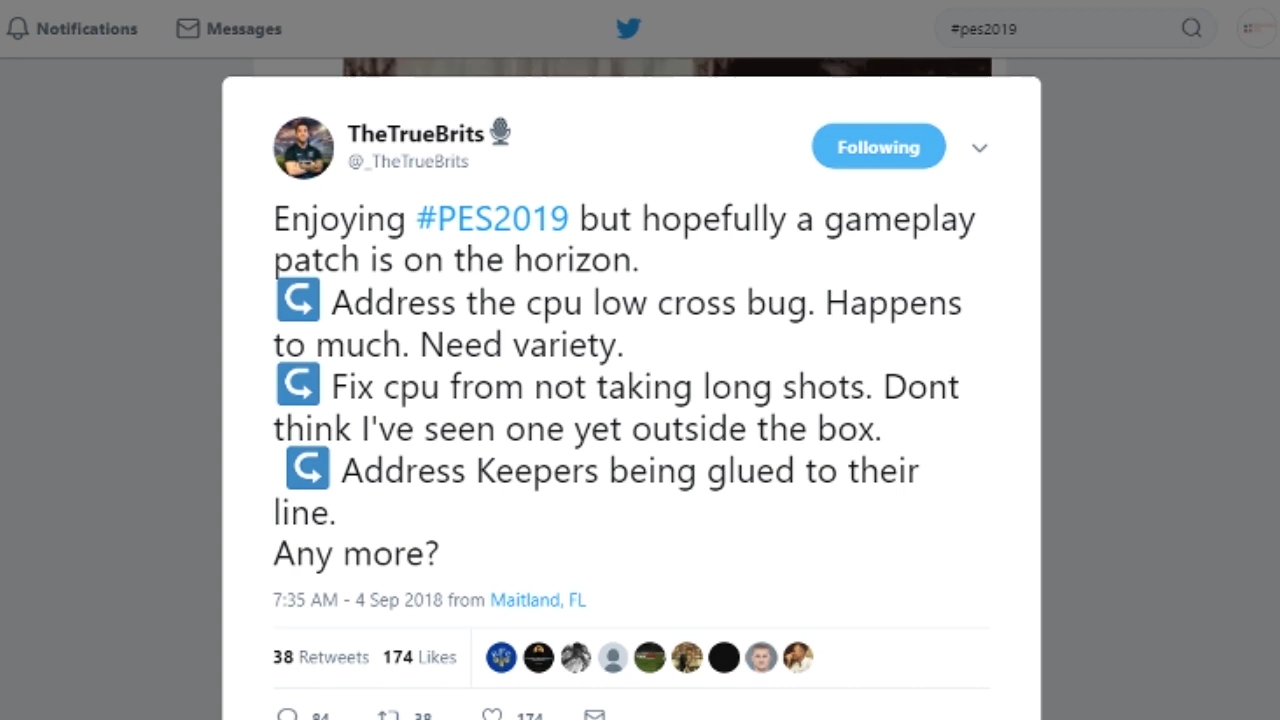 Notifications
Messages
#pes2019
TheTrueBrits
@_TheTrueBrits
Following
Enjoying #PES2019 but hopefully a gameplay
patch is on the horizon.
Address the cpu low cross bug. Happens
to much. Need variety.
Fix cpu from not taking long shots. Dont
think I've seen one yet outside the box.
Address Keepers being glued to their
line.
Any more?
7:35 AM - 4 Sep 2018 from Maitland, FL
38 Retweets 174 Likes
84 38 174